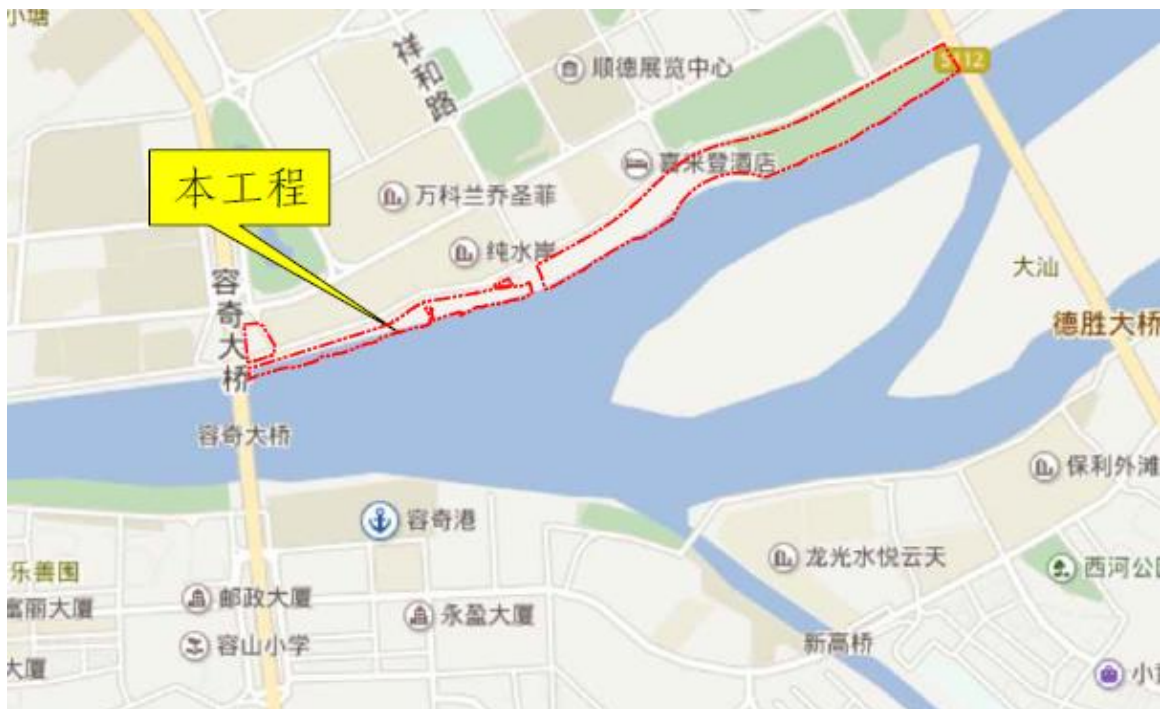 小塘
祥和路
顺德展览中心
S112
喜来登酒店
本工程
万科兰乔圣菲
纯水岸
大汕
容奇大桥
德胜大桥
容奇大桥
保利外滩
容奇港
龙光水悦云天
西河公园
乐善围
富丽大厦
邮政大厦
永盈大厦
容山小学
新高桥
大厦
小